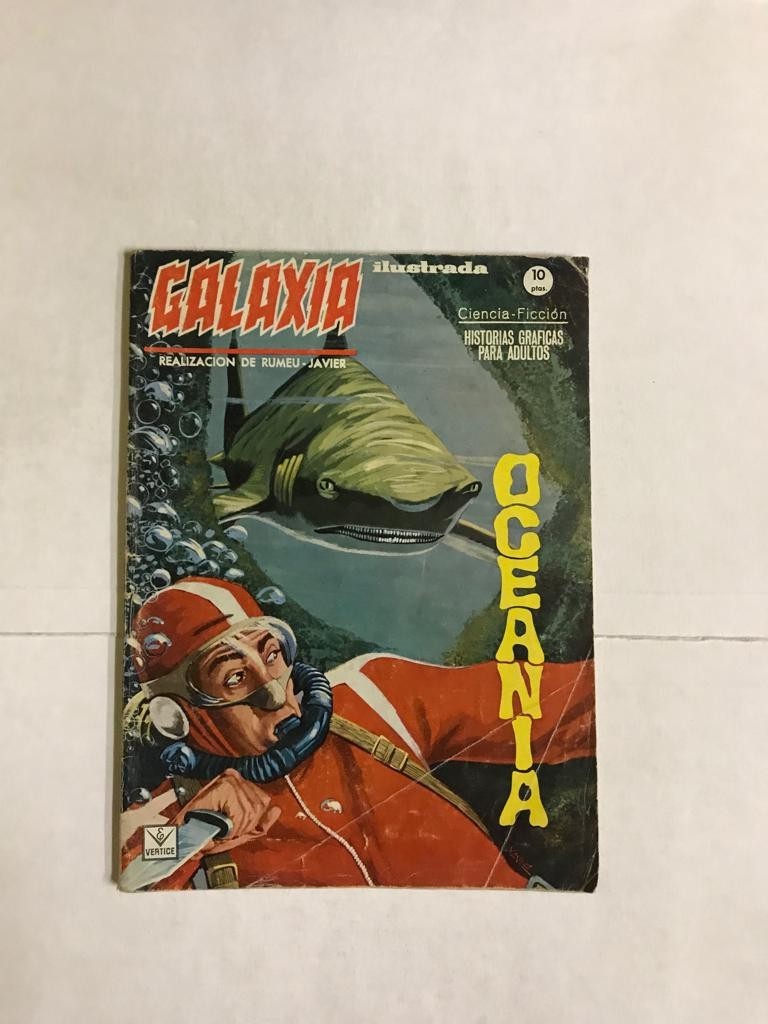 GALAXIA ilustrada
10
ptas.
REALIZACION DE RUMEU-JAVIER
Ciencia-Ficción
HISTORIAS GRAFICAS
PARA ADULTOS
OCEANIA
E
V
VERTICE